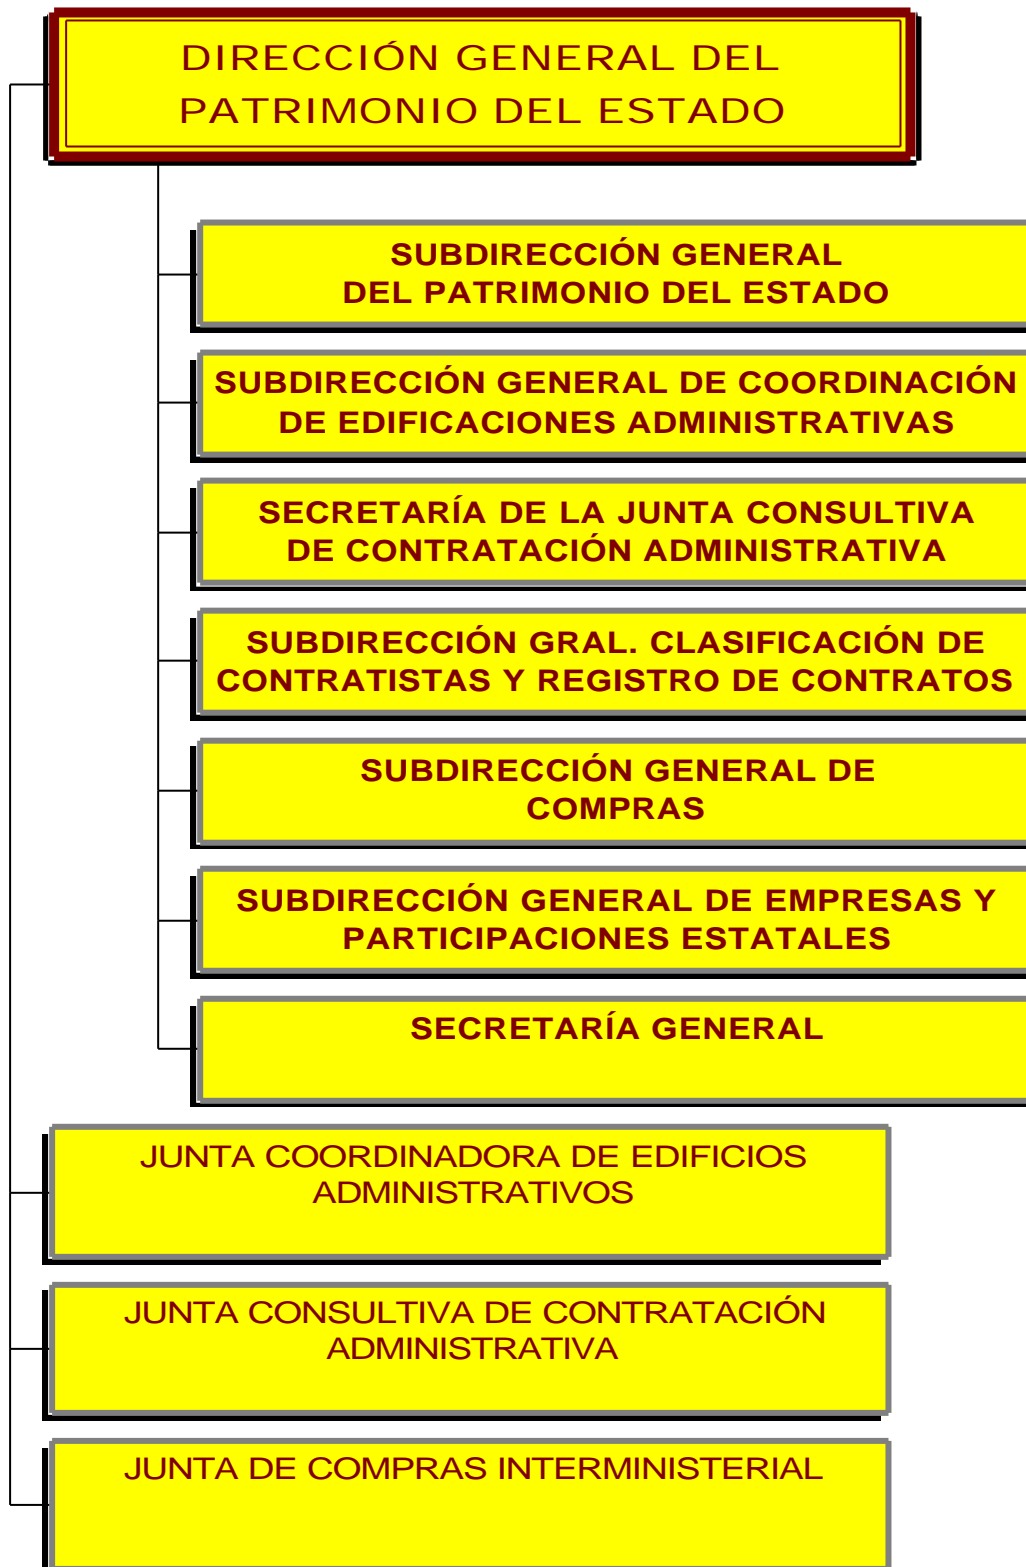 DIRECCIÓN GENERAL DEL
PATRIMONIO DEL ESTADO
SUBDIRECCIÓN GENERAL
DEL PATRIMONIO DEL ESTADO
SUBDIRECCIÓN GENERAL DE COORDINACIÓN
DE EDIFICACIONES ADMINISTRATIVAS
SECRETARÍA DE LA JUNTA CONSULTIVA
DE CONTRATACIÓN ADMINISTRATIVA
SUBDIRECCIÓN GRAL. CLASIFICACIÓN DE
CONTRATISTAS Y REGISTRO DE CONTRATOS
SUBDIRECCIÓN GENERAL DE
COMPRAS
SUBDIRECCIÓN GENERAL DE EMPRESAS Y
PARTICIPACIONES ESTATALES
SECRETARÍA GENERAL
JUNTA COORDINADORA DE EDIFICIOS
ADMINISTRATIVOS
JUNTA CONSULTIVA DE CONTRATACIÓN
ADMINISTRATIVA
JUNTA DE COMPRAS INTERMINISTERIAL